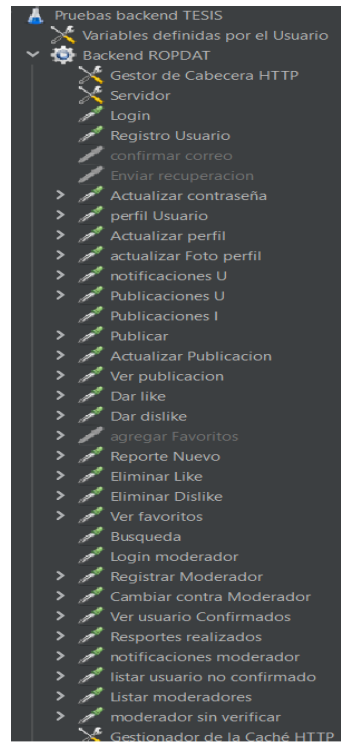 Pruebas backend TESIS
Variables definidas por el Usuario
Backend ROPDAT
Gestor de Cabecera HTTP
Servidor
Login
Registro Usuario
confirmar correo
Enviar recuperacion
Actualizar contraseña
perfil Usuario
Actualizar perfil
actualizar Foto perfil
notificaciones U
Publicaciones U
Publicaciones I
Publicar
Actualizar Publicacion
Ver publicacion
Dar like
Dar dislike
agregar Favoritos
Reporte Nuevo
Eliminar Like
Eliminar Dislike
Ver favoritos
Busqueda
Login moderador
Registrar Moderador
Cambiar contra Moderador
Ver usuario Confirmados
Resportes realizados
notificaciones moderador
listar usuario no confirmado
Listar moderadores
moderador sin verificar
Gestionador de la Caché HTTP